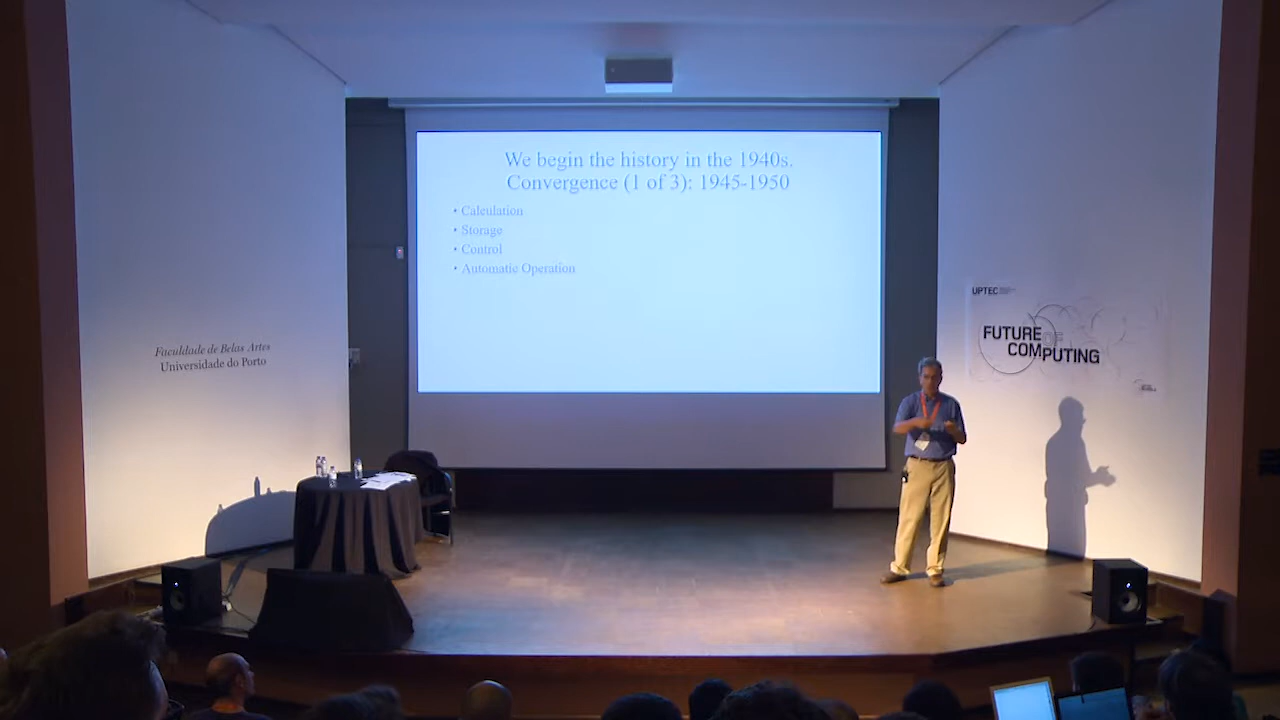 We begin the history in the 1940s.
Convergence (1 of 3): 1945-1950
• Calculation
• Storage
• Control
• Automatic Operation
Faculdade de Belas Artes
Universidade do Porto
UPTEC
FUTURE OF
COMPUTING